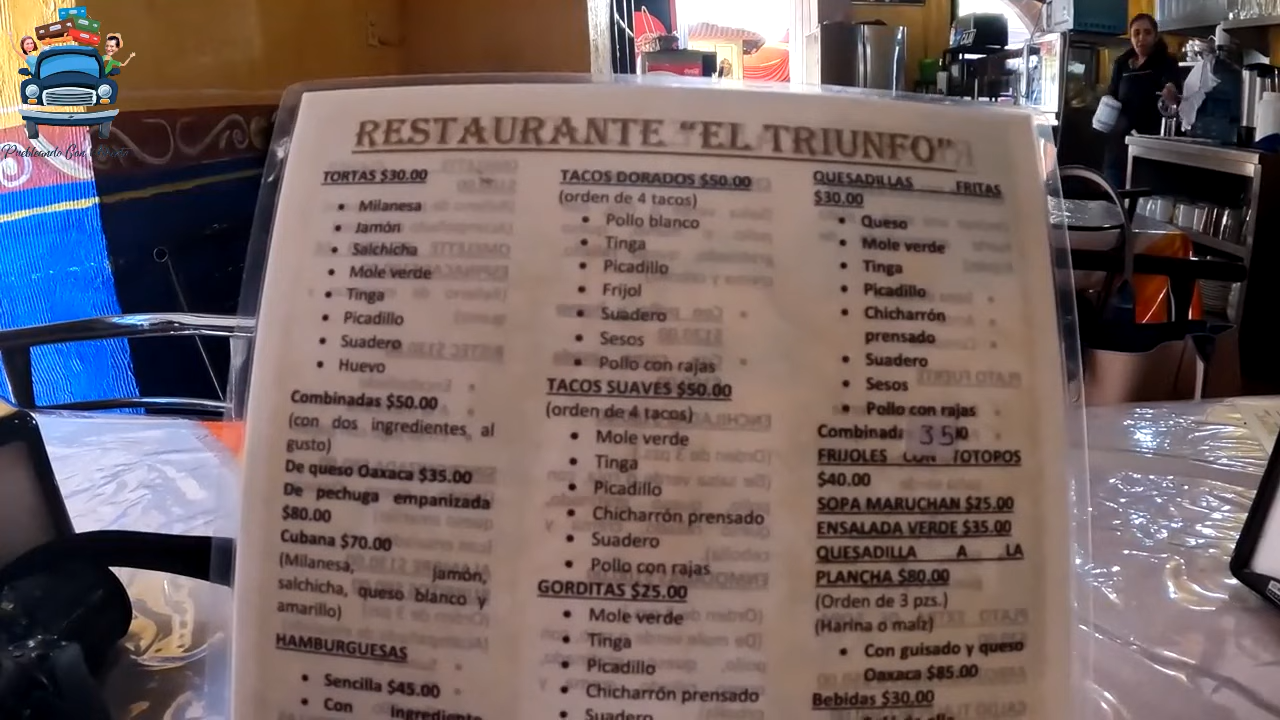 Puebleando Con
RESTAURANTE "EL TRIUNFO"
TORTAS $30.00
• Milanesa
• Jamón
• Salchicha
• Mole verde
• Tinga
• Picadillo
• Suadero
• Huevo
Combinadas $50.00
(con dos ingredientes, al
gusto)
De queso Oaxaca $35.00
De pechuga empanizada
$80.00
Cubana $70.00
(Milanesa, jamón,
salchicha, queso blanco y
amarillo)
HAMBURGUESAS
• Sencilla $45.00
• Con ingrediente
TACOS DORADOS $50.00
(orden de 4 tacos)
• Pollo blanco
• Tinga
• Picadillo
• Frijol
• Suadero
• Sesos
• Pollo con rajas
TACOS SUAVES $50.00
(orden de 4 tacos)
• Mole verde
• Tinga
• Picadillo
• Chicharrón prensado
• Suadero
• Pollo con rajas
GORDITAS $25.00
• Mole verde
• Tinga
• Picadillo
• Chicharrón prensado
• Suadero
QUESADILLAS FRITAS
$30.00
• Queso
• Mole verde
• Tinga
• Picadillo
• Chicharrón
prensado
• Suadero
• Sesos
• Pollo con rajas
Combinada 35
FRIJOLES CON TOTOPOS
$40.00
SOPA MARUCHAN $25.00
ENSALADA VERDE $35.00
QUESADILLA A LA
PLANCHA $80.00
(Orden de 3 pzs.)
(Harina o maíz)
• Con guisado y queso
Oaxaca $85.00
Bebidas $30.00